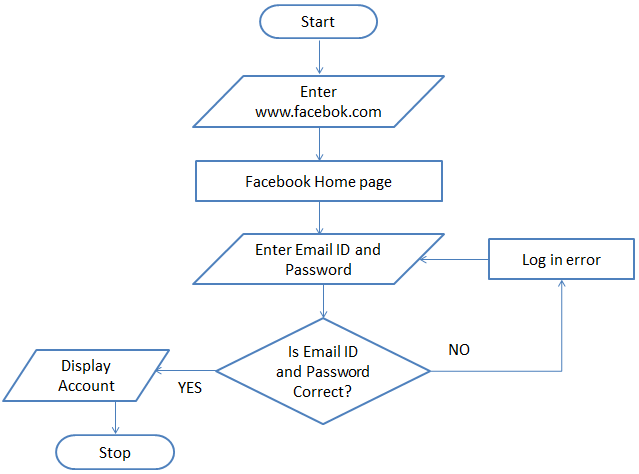 Start
Enter
www.facebok.com
Facebook Home page
Enter Email ID and
Password
Log in error
Is Email ID
and Password
Correct?
NO
YES
Display
Account
Stop